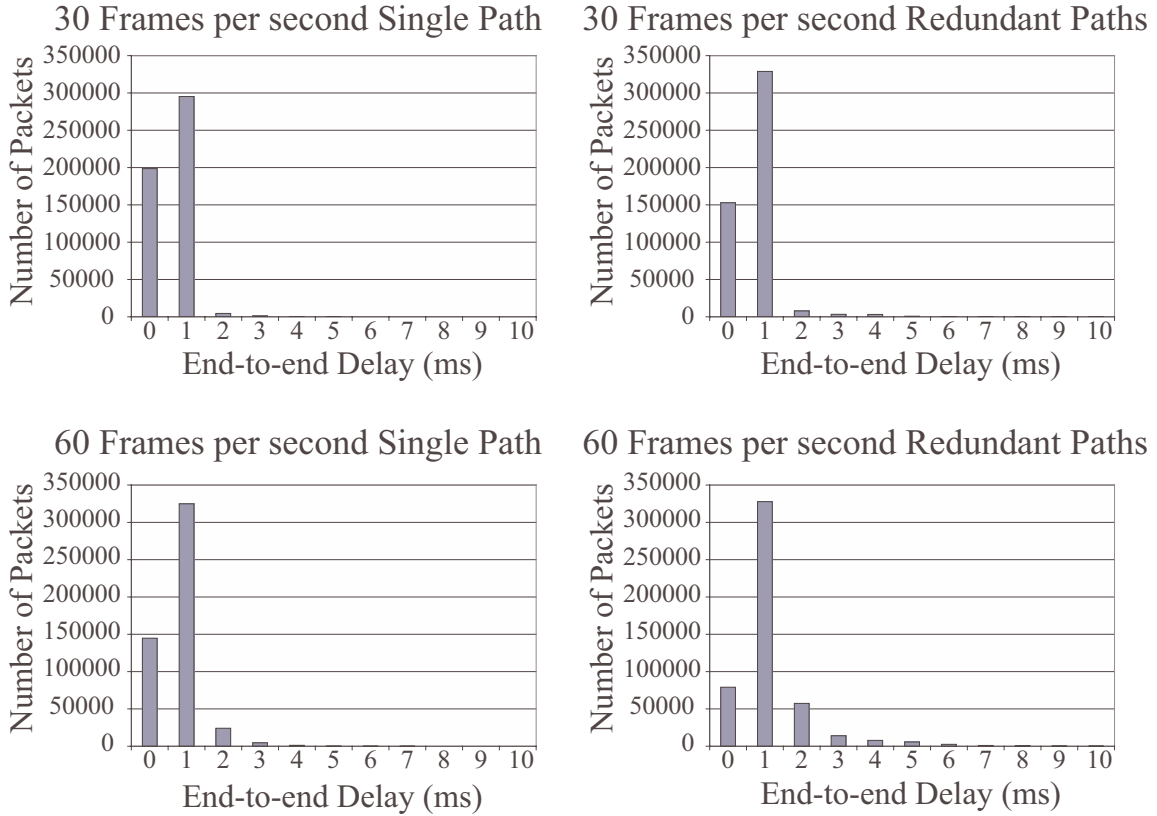 30 Frames per second Single Path
Number of Packets
350000
300000
250000
200000
150000
100000
50000
0
0 1 2 3 4 5 6 7 8 9 10
End-to-end Delay (ms)
30 Frames per second Redundant Paths
Number of Packets
350000
300000
250000
200000
150000
100000
50000
0
0 1 2 3 4 5 6 7 8 9 10
End-to-end Delay (ms)
60 Frames per second Single Path
Number of Packets
350000
300000
250000
200000
150000
100000
50000
0
0 1 2 3 4 5 6 7 8 9 10
End-to-end Delay (ms)
60 Frames per second Redundant Paths
Number of Packets
350000
300000
250000
200000
150000
100000
50000
0
0 1 2 3 4 5 6 7 8 9 10
End-to-end Delay (ms)